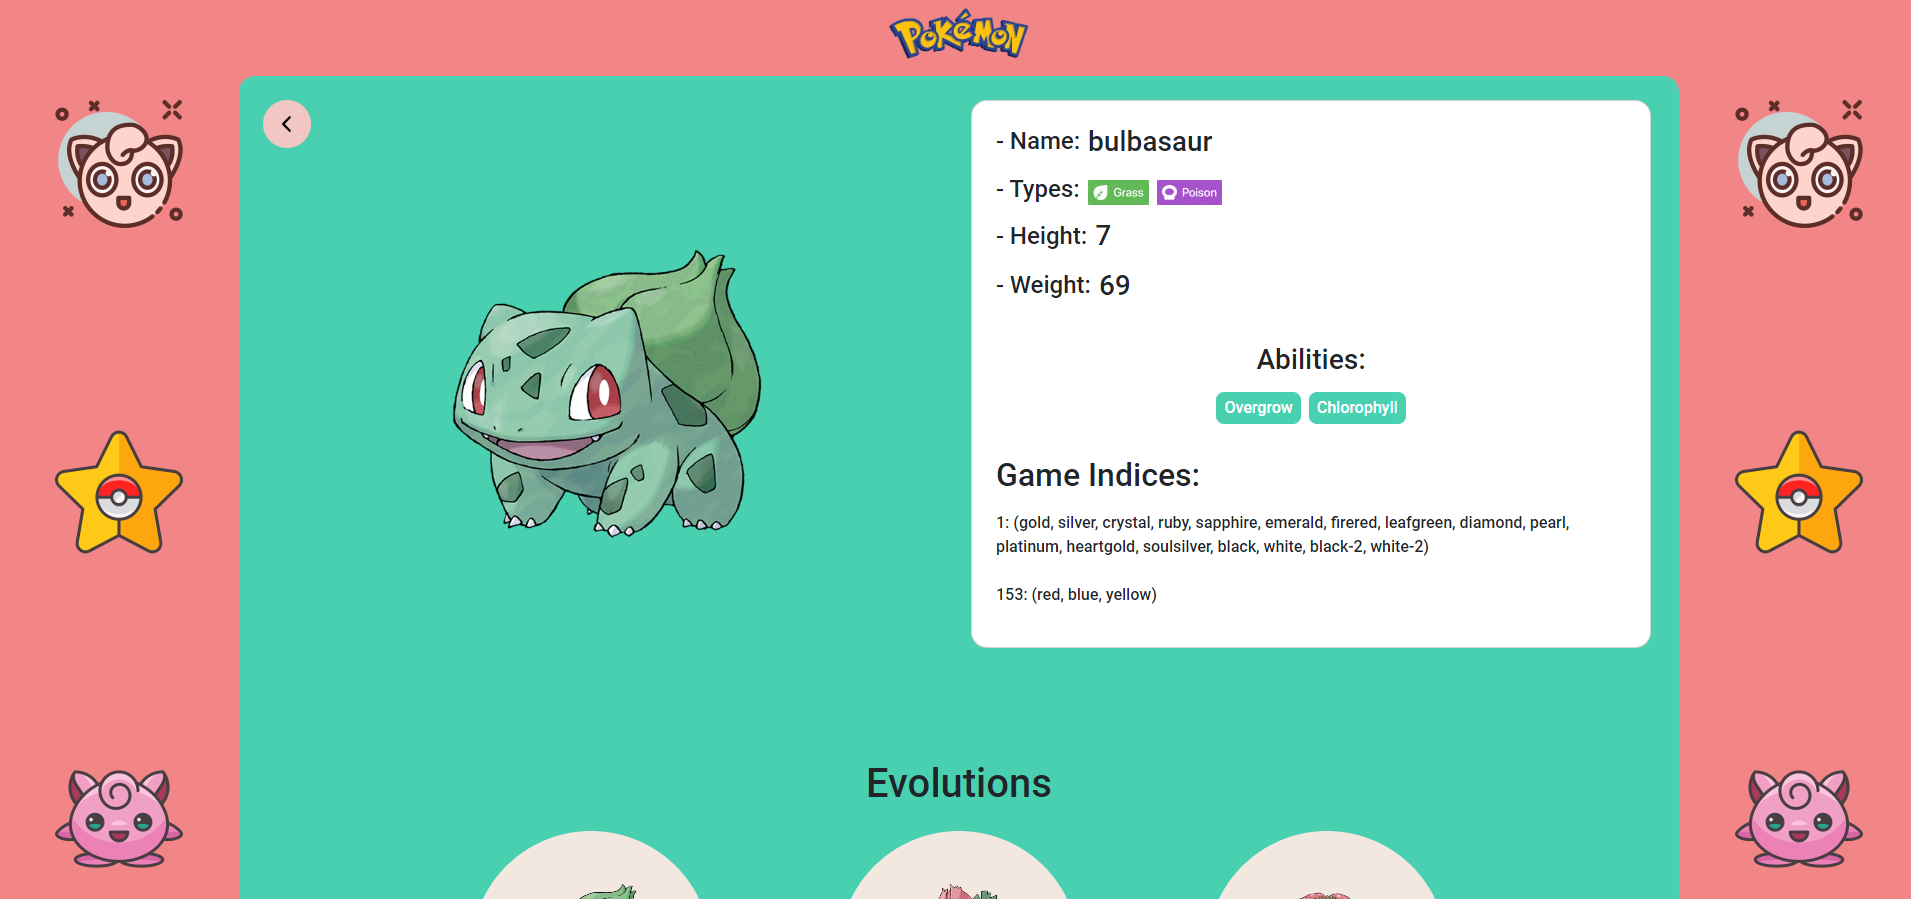 POKéMON
- Name: bulbasaur
- Types: Grass Poison
- Height: 7
- Weight: 69
Abilities:
Overgrow Chlorophyll
Game Indices:
1: (gold, silver, crystal, ruby, sapphire, emerald, firered, leafgreen, diamond, pearl,
platinum, heartgold, soulsilver, black, white, black-2, white-2)
153: (red, blue, yellow)
Evolutions